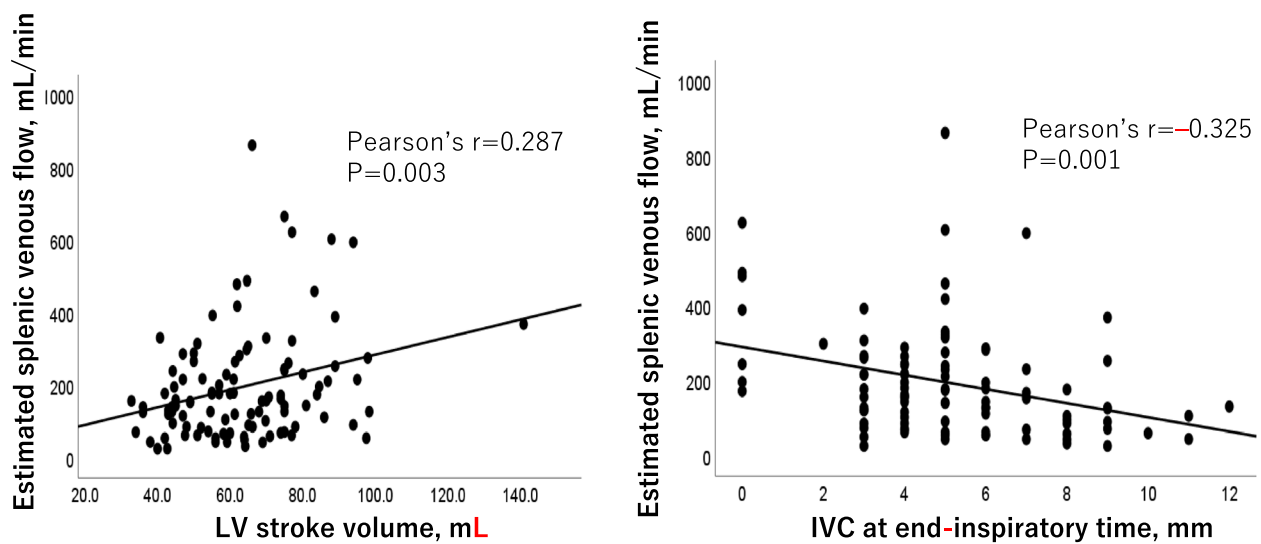 Estimated splenic venous flow, mL/min
1000
800
600
400
200
0
Pearson's r=0.287
P=0.003
20.0 40.0 60.0 80.0 100.0 120.0 140.0
LV stroke volume, mL
Estimated splenic venous flow, mL/min
1000
800
600
400
200
0
Pearson's r=–0.325
P=0.001
0 2 4 6 8 10 12
IVC at end-inspiratory time, mm